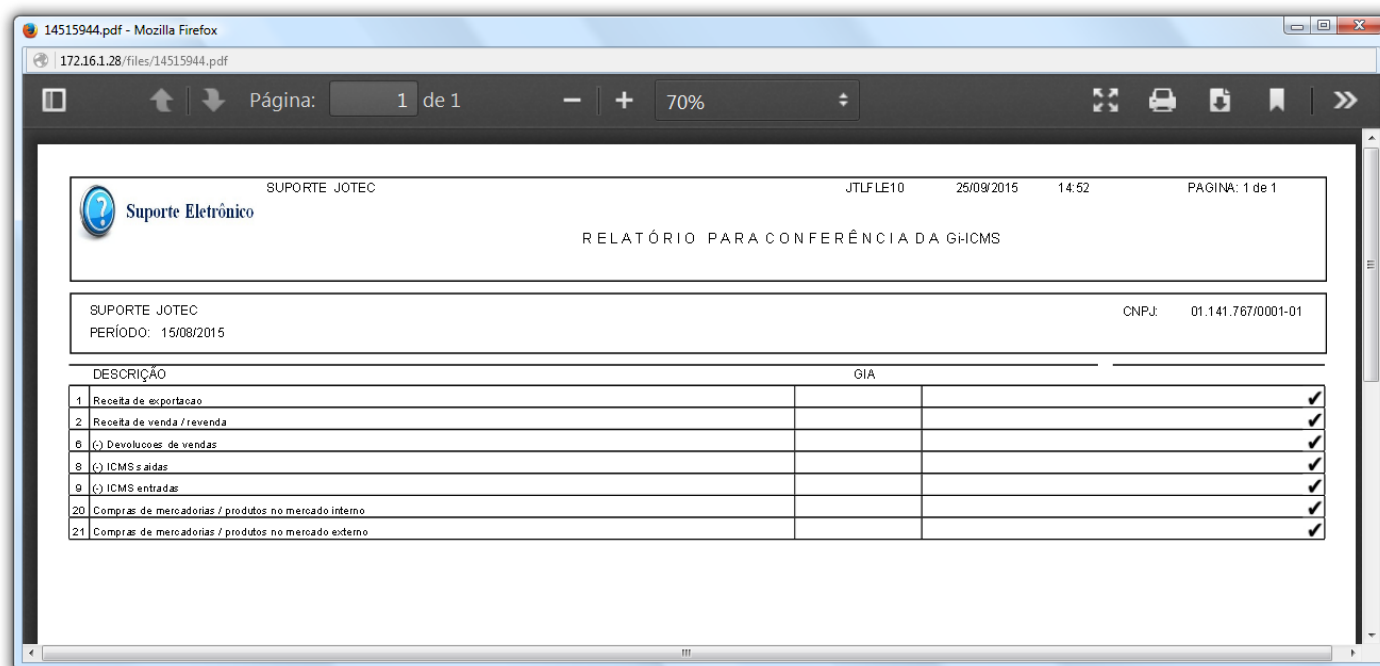 14515944.pdf - Mozilla Firefox
172.16.1.28/files/14515944.pdf
Página: 1 de 1 70%
SUPORTE JOTEC JTLFLE10 25/09/2015 14:52 PAGINA: 1 de 1
Suporte Eletrônico
RELATÓRIO PARA CONFERÊNCIA DA Gi-ICMS
SUPORTE JOTEC CNPJ: 01.141.767/0001-01
PERÍODO: 15/08/2015
DESCRIÇÃO GIA
1 Receita de exportacao
2 Receita de venda / revenda
6 (-) Devolucoes de vendas
8 (-) ICMS saidas
9 (-) ICMS entradas
20 Compras de mercadorias / produtos no mercado interno
21 Compras de mercadorias / produtos no mercado externo